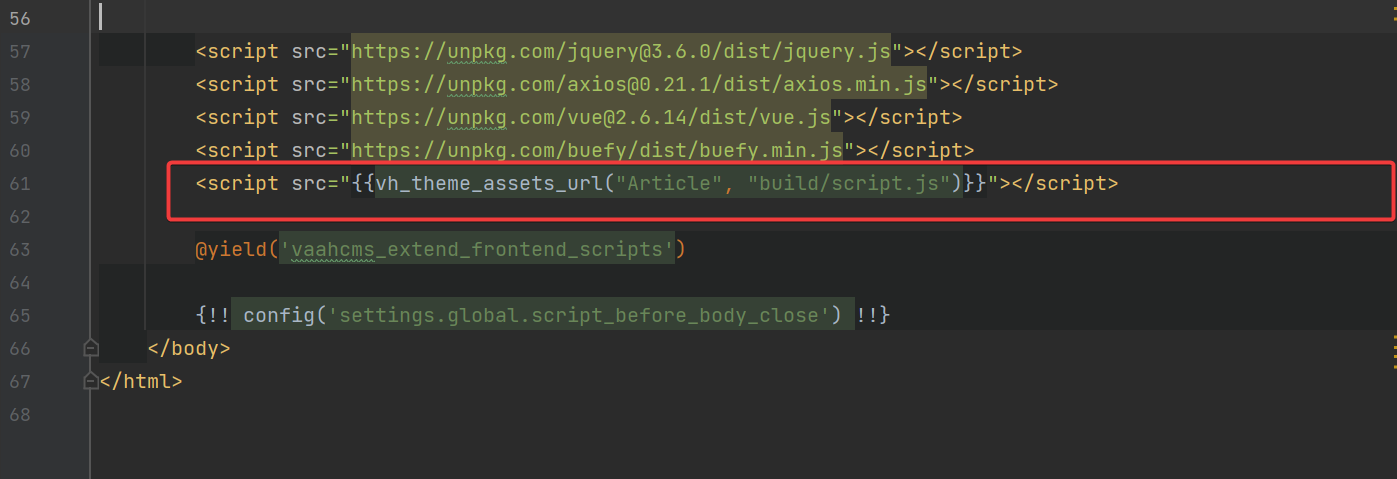 56
57 <script src="https://unpkg.com/jquery@3.6.0/dist/jquery.js"></script>
58 <script src="https://unpkg.com/axios@0.21.1/dist/axios.min.js"></script>
59 <script src="https://unpkg.com/vue@2.6.14/dist/vue.js"></script>
60 <script src="https://unpkg.com/buefy/dist/buefy.min.js"></script>
61 <script src="{{vh_theme_assets_url("Article", "build/script.js")}}"></script>
62
63 @yield('vaahcms_extend_frontend_scripts')
64
65 {!! config('settings.global.script_before_body_close') !!}
66 </body>
67 </html>
68